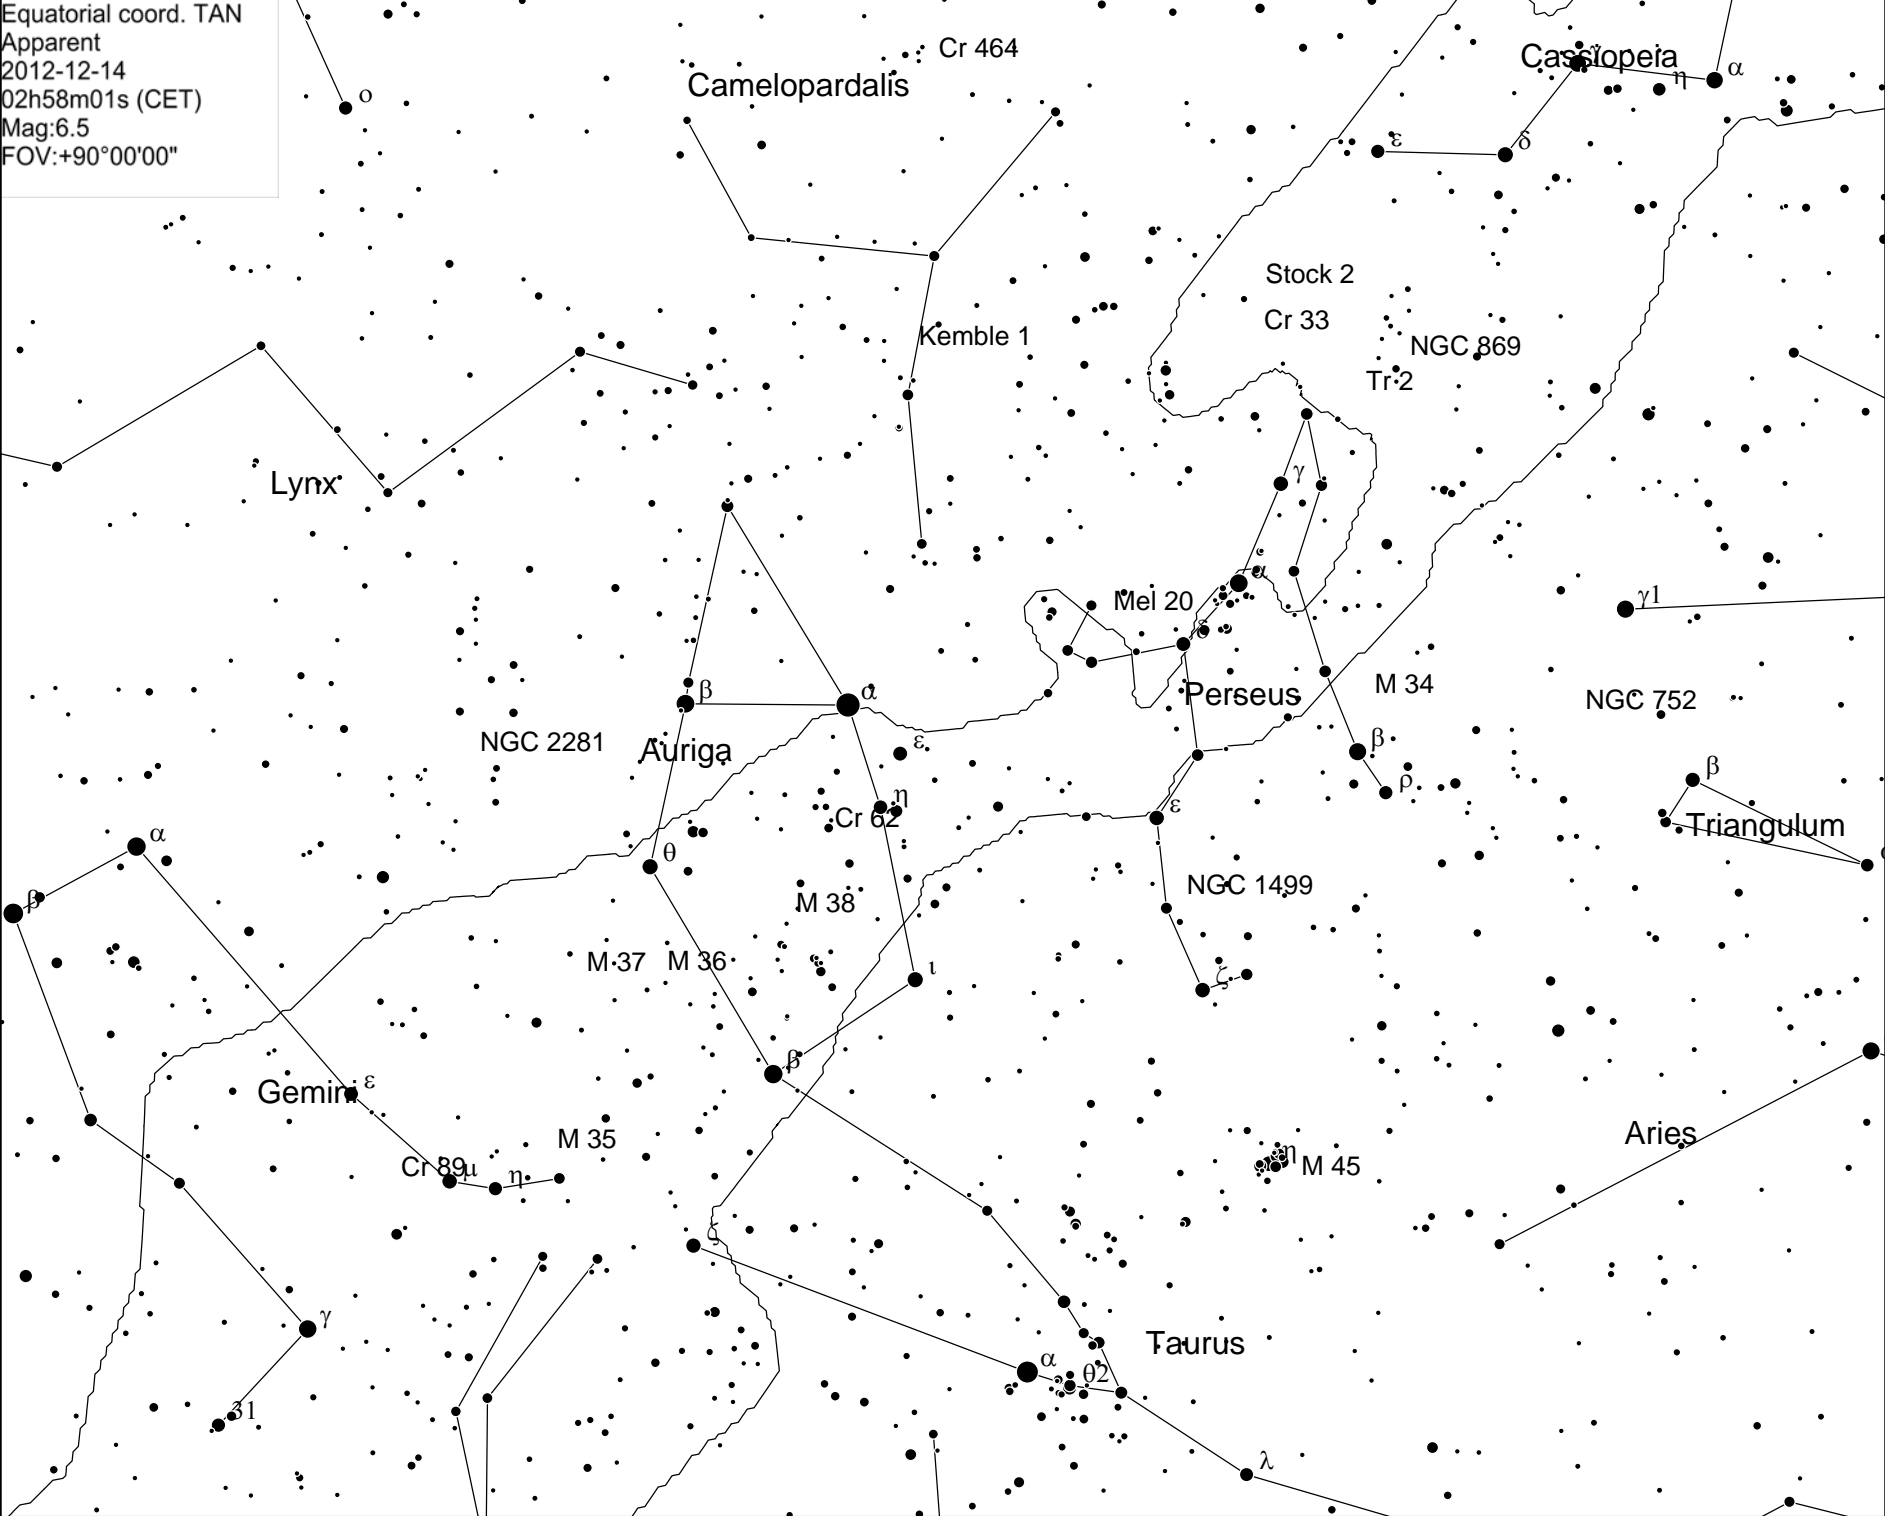 Equatorial coord. TAN
Apparent
2012-12-14
02h58m01s (CET)
Mag:6.5
FOV:+90°00'00"
ο
Cr 464
Camelopardalis
Cassiopeia
γ
η
α
ε
δ
Stock 2
Cr 33
Kemble 1
NGC 869
Tr 2
Lynx
γ
α
Mel 20
δ
γ1
Perseus
M 34
NGC 752
β
α
NGC 2281
Auriga
ε
β
ρ
β
η
Cr 62
ε
Triangulum
α
β
θ
M 38
NGC 1499
M 37
M 36
ι
ζ
β
Gemini
ε
M 35
Aries
Cr 89
μ
η
η
M 45
ζ
γ
Taurus
α
θ2
31
λ